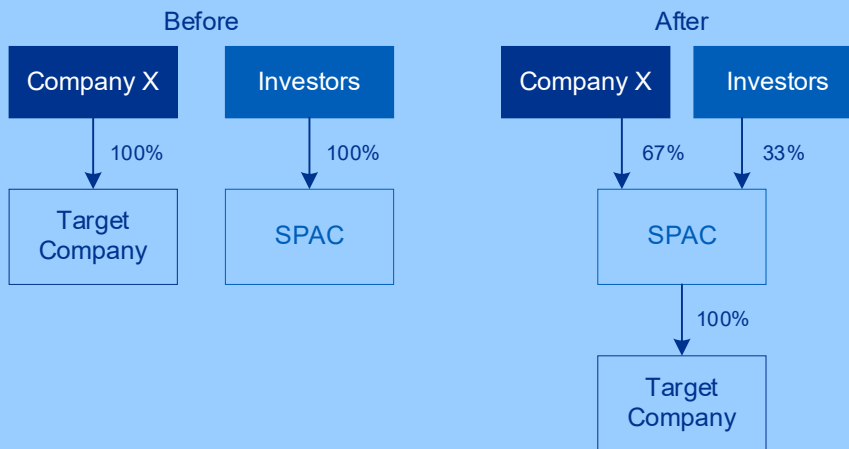 Before
After
Company X
Investors
Company X
Investors
100%
100%
67%
33%
Target
Company
SPAC
SPAC
100%
Target
Company